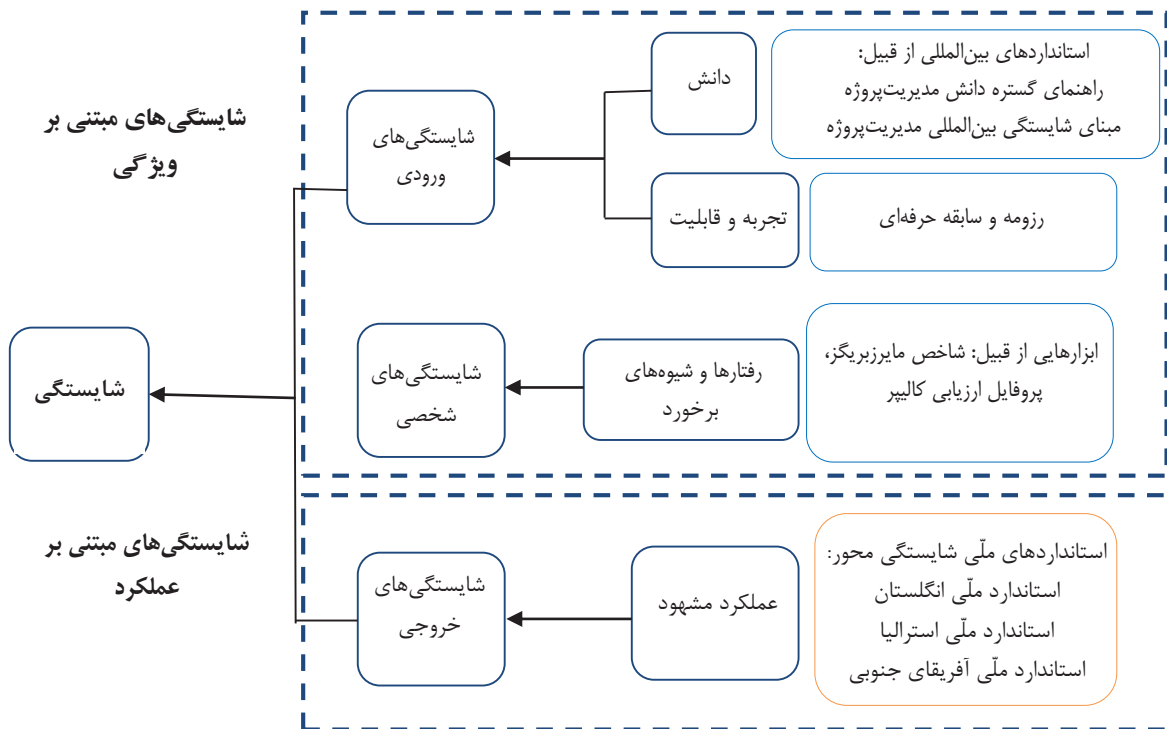 شایستگی‌های مبتنی بر
ویژگی
استانداردهای بین‌المللی از قبیل:
راهنمای گستره دانش مدیریت‌پروژه
مبنای شایستگی بین‌المللی مدیریت‌پروژه
دانش
شایستگی‌های
ورودی
رزومه و سابقه حرفه‌ای
تجربه و قابلیت
ابزارهایی از قبیل: شاخص مایرزبریگز،
پروفایل ارزیابی کالیپر
رفتارها و شیوه‌های
برخورد
شایستگی‌های
شخصی
شایستگی
شایستگی‌های مبتنی بر
عملکرد
استانداردهای ملّی شایستگی محور:
استاندارد ملّی انگلستان
استاندارد ملّی استرالیا
استاندارد ملّی آفریقای جنوبی
عملکرد مشهود
شایستگی‌های
خروجی